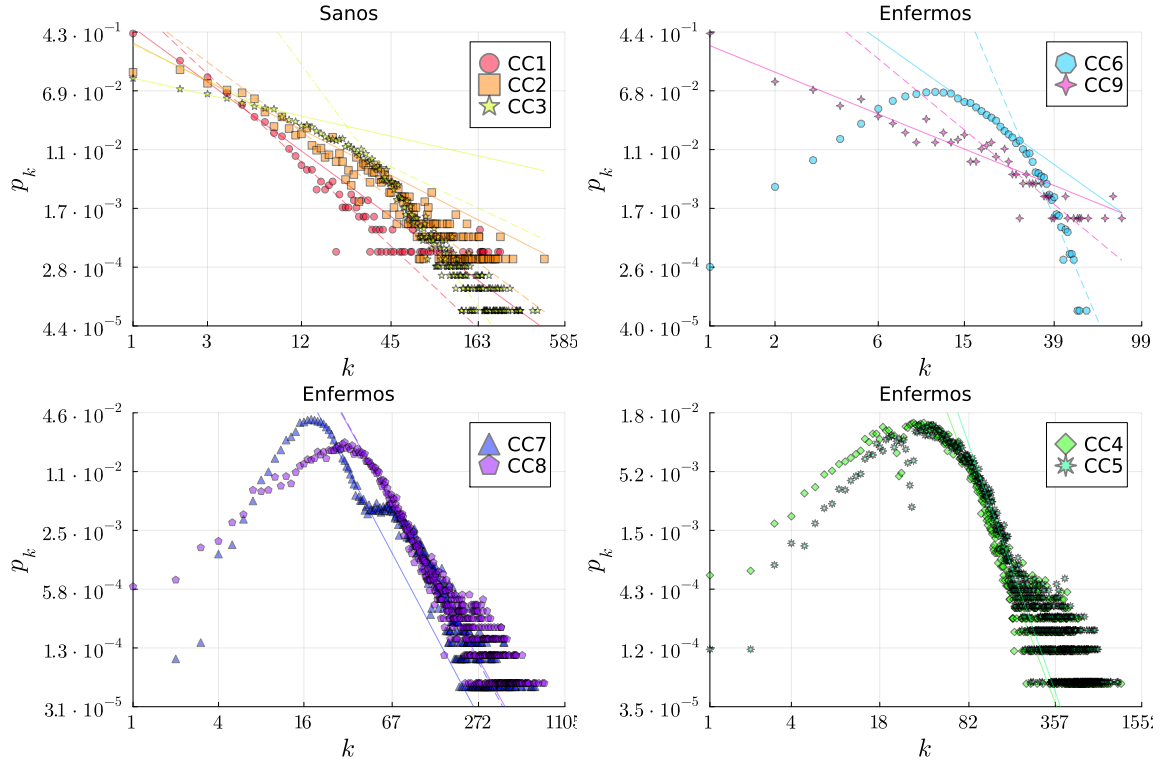 Sanos
4.3 · 10⁻¹
6.9 · 10⁻²
1.1 · 10⁻²
1.7 · 10⁻³
2.8 · 10⁻⁴
4.4 · 10⁻⁵
pₖ
CC1
CC2
CC3
1 3 12 45 163 585
k
Enfermos
4.4 · 10⁻¹
6.8 · 10⁻²
1.1 · 10⁻²
1.7 · 10⁻³
2.6 · 10⁻⁴
4.0 · 10⁻⁵
pₖ
CC6
CC9
1 2 6 15 39 99
k
Enfermos
4.6 · 10⁻²
1.1 · 10⁻²
2.5 · 10⁻³
5.8 · 10⁻⁴
1.3 · 10⁻⁴
3.1 · 10⁻⁵
pₖ
CC7
CC8
1 4 16 67 272 1105
k
Enfermos
1.8 · 10⁻²
5.2 · 10⁻³
1.5 · 10⁻³
4.3 · 10⁻⁴
1.2 · 10⁻⁴
3.5 · 10⁻⁵
pₖ
CC4
CC5
1 4 18 82 357 1552
k